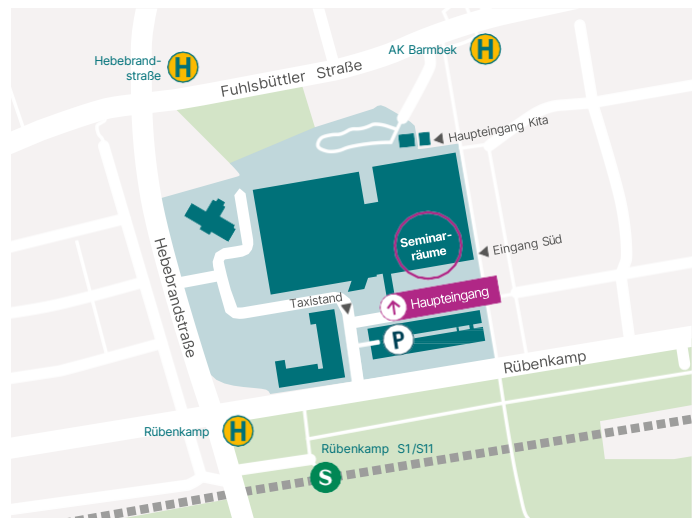 AK Barmbek
H
Hebebrand-
straße
H
Fuhlsbüttler Straße
Haupteingang Kita
Seminar-
räume
Eingang Süd
Hebebrandstraße
Taxistand
Haupteingang
P
Rübenkamp
Rübenkamp
H
Rübenkamp S1/S11
S